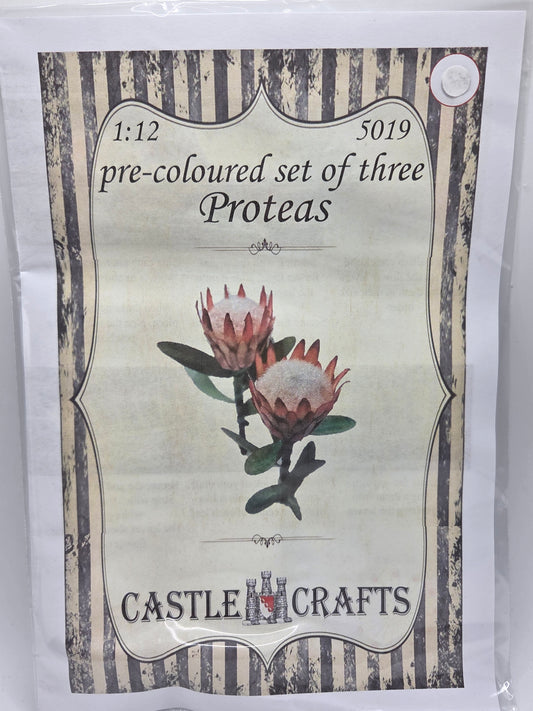 1:12 5019
pre-coloured set of three
Proteas
CASTLE CRAFTS